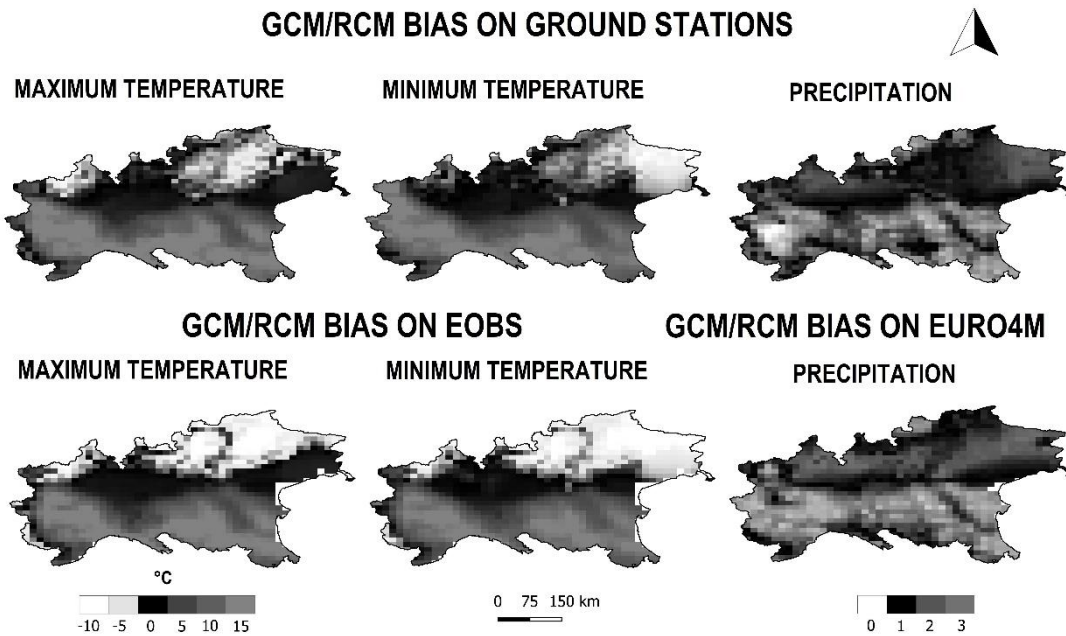 GCM/RCM BIAS ON GROUND STATIONS
MAXIMUM TEMPERATURE
MINIMUM TEMPERATURE
PRECIPITATION
GCM/RCM BIAS ON EOBS
GCM/RCM BIAS ON EURO4M
MAXIMUM TEMPERATURE
MINIMUM TEMPERATURE
PRECIPITATION
°C
-10 -5 0 5 10 15
0 75 150 km
0 1 2 3